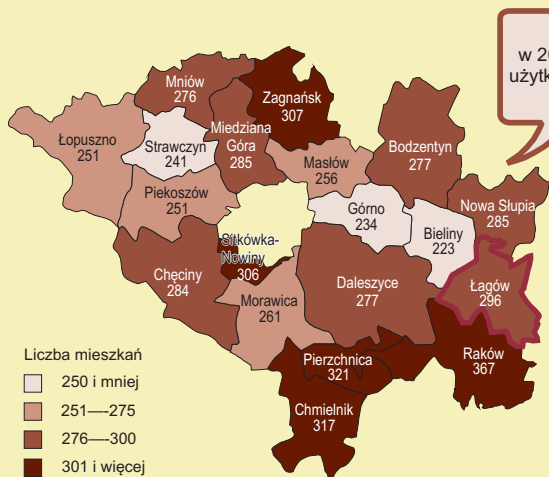 w 20
użytk
Mniów
276
Zagnańsk
307
Łopuszno
251
Strawczyn
241
Miedziana
Góra
285
Masłów
256
Bodzentyn
277
Piekoszów
251
Górno
234
Nowa Słupia
285
Bieliny
223
Sitkówka-
Nowiny
306
Chęciny
284
Daleszyce
277
Łagów
296
Morawica
261
Pierzchnica
321
Raków
367
Chmielnik
317
Liczba mieszkań
250 i mniej
251—-275
276—-300
301 i więcej